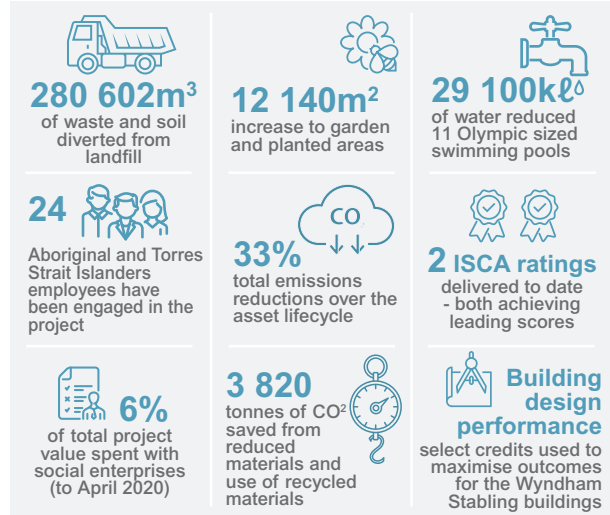 280 602m³
of waste and soil
diverted from
landfill
12 140m²
increase to garden
and planted areas
29 100kℓ
of water reduced
11 Olympic sized
swimming pools
24
Aboriginal and Torres
Strait Islanders
employees have
been engaged in the
project
CO
33%
total emissions
reductions over the
asset lifecycle
2 ISCA ratings
delivered to date
- both achieving
leading scores
6%
of total project
value spent with
social enterprises
(to April 2020)
3 820
tonnes of CO²
saved from
reduced
materials and
use of recycled
materials
Building
design
performance
select credits used to
maximise outcomes
for the Wyndham
Stabling buildings